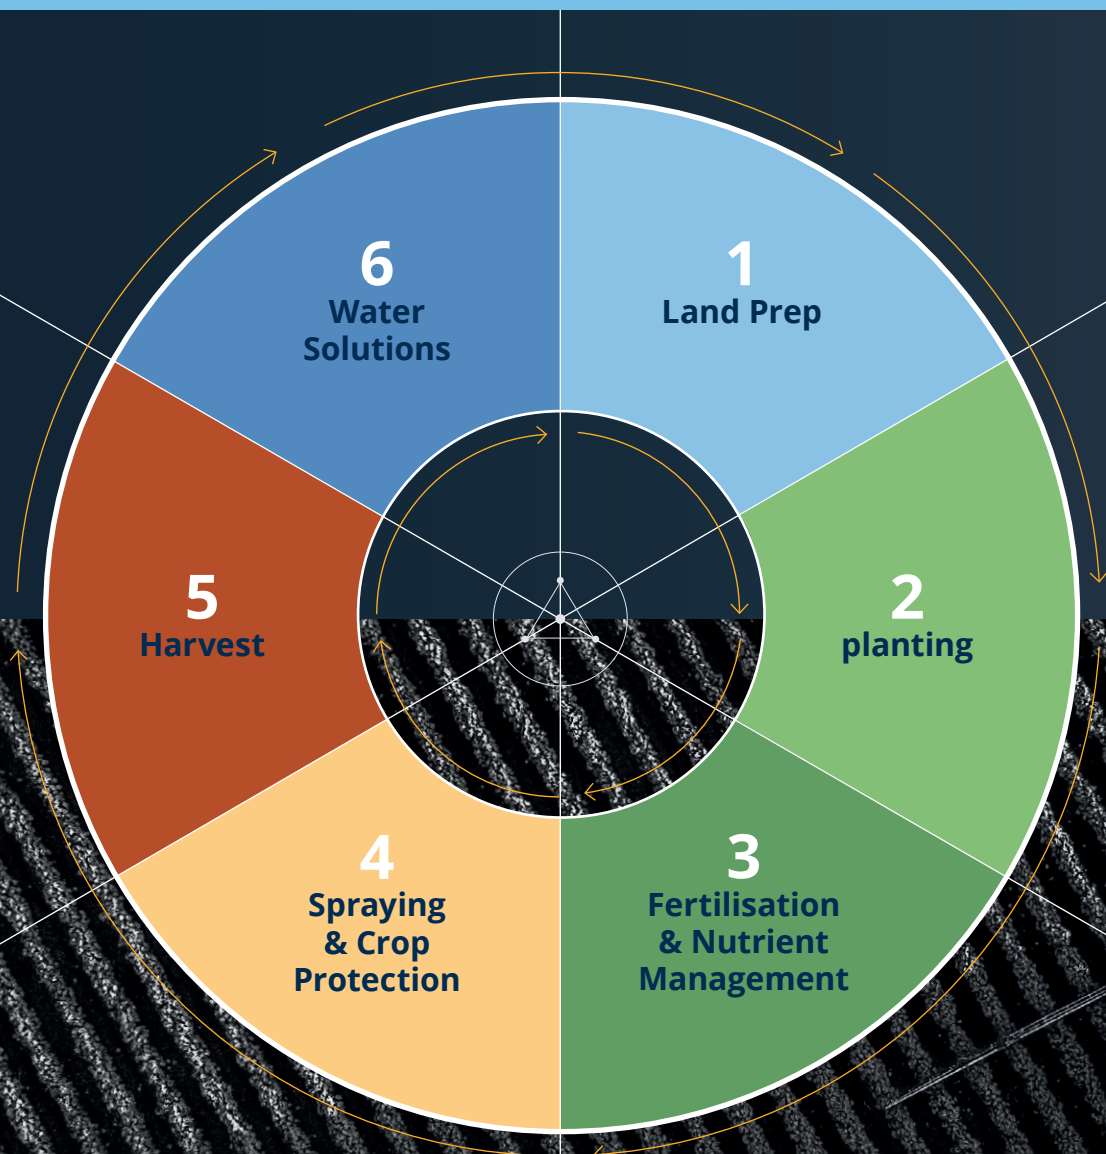 1
Land Prep
2
planting
3
Fertilisation
& Nutrient
Management
4
Spraying
& Crop
Protection
5
Harvest
6
Water
Solutions